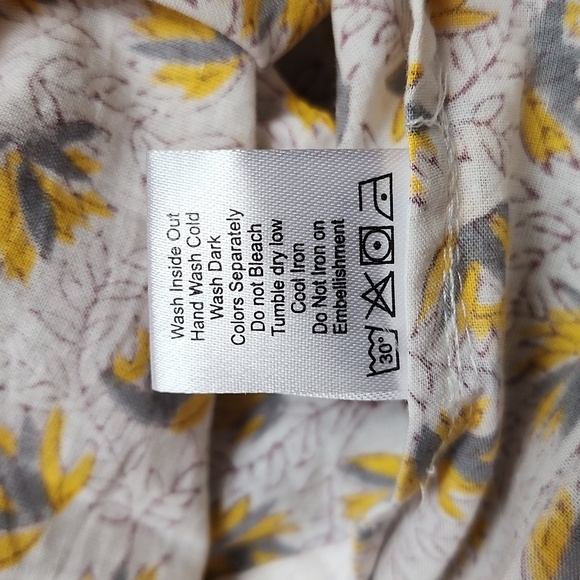 Wash Inside Out
Hand Wash Cold
Wash Dark
Colors Separately
Do not Bleach
Tumble dry low
Cool Iron
Do Not Iron on
Embellishment
30°